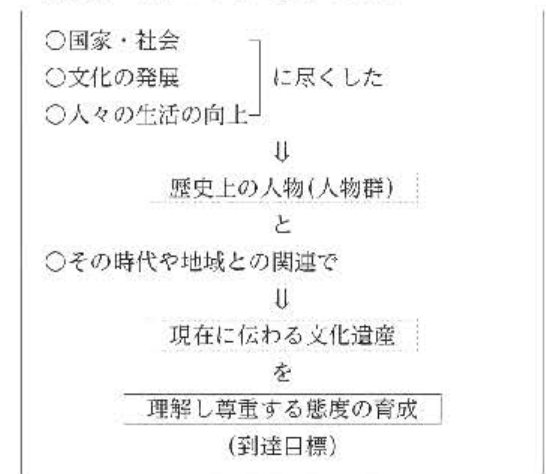 ○国家・社会
○文化の発展 に尽くした
○人々の生活の向上
⇓
歴史上の人物(人物群)
と
○その時代や地域との関連で
⇓
現在に伝わる文化遺産
を
理解し尊重する態度の育成
(到達目標)